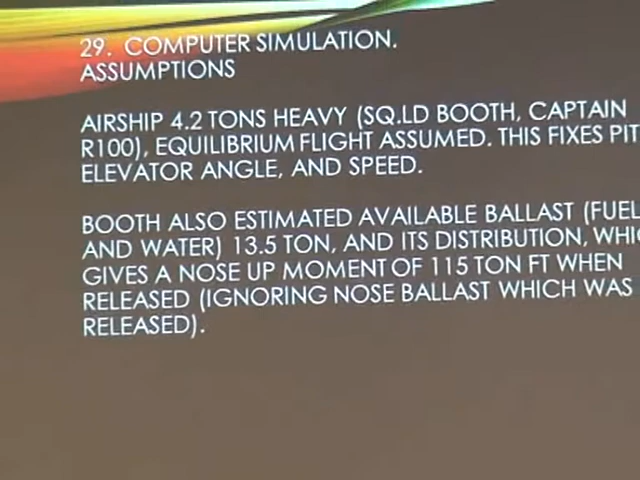 29. COMPUTER SIMULATION.
ASSUMPTIONS
AIRSHIP 4.2 TONS HEAVY (SQ.LD BOOTH, CAPTAIN
R100), EQUILIBRIUM FLIGHT ASSUMED. THIS FIXES PIT
ELEVATOR ANGLE, AND SPEED.
BOOTH ALSO ESTIMATED AVAILABLE BALLAST (FUEL
AND WATER) 13.5 TON, AND ITS DISTRIBUTION, WHIC
GIVES A NOSE UP MOMENT OF 115 TON FT WHEN
RELEASED (IGNORING NOSE BALLAST WHICH WAS
RELEASED).